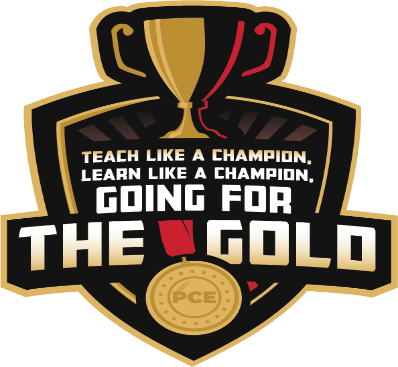 TEACH LIKE A CHAMPION,
LEARN LIKE A CHAMPION,
GOING FOR
THE GOLD
PCE